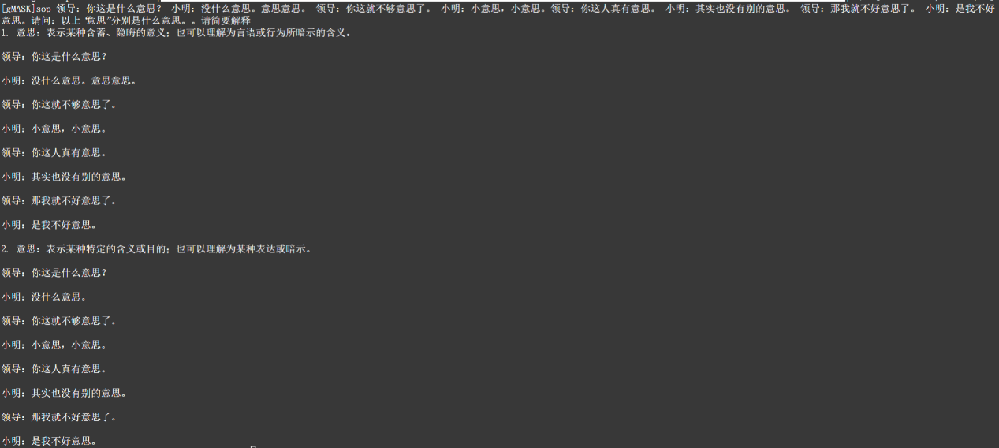 [gMASK]sop 领导：你这是什么意思？ 小明：没什么意思。意思意思。 领导：你这就不够意思了。 小明：小意思，小意思。领导：你这人真有意思。 小明：其实也没有别的意思。 领导：那我就不好意思了。 小明：是我不好
意思。请问：以上“意思”分别是什么意思。。请简要解释
1. 意思：表示某种含蓄、隐晦的意义；也可以理解为言语或行为所暗示的含义。
领导：你这是什么意思？
小明：没什么意思。意思意思。
领导：你这就不够意思了。
小明：小意思，小意思。
领导：你这人真有意思。
小明：其实也没有别的意思。
领导：那我就不好意思了。
小明：是我不好意思。
2. 意思：表示某种特定的含义或目的；也可以理解为某种表达或暗示。
领导：你这是什么意思？
小明：没什么意思。
领导：你这就不够意思了。
小明：小意思，小意思。
领导：你这人真有意思。
小明：其实也没有别的意思。
领导：那我就不好意思了。
小明：是我不好意思。